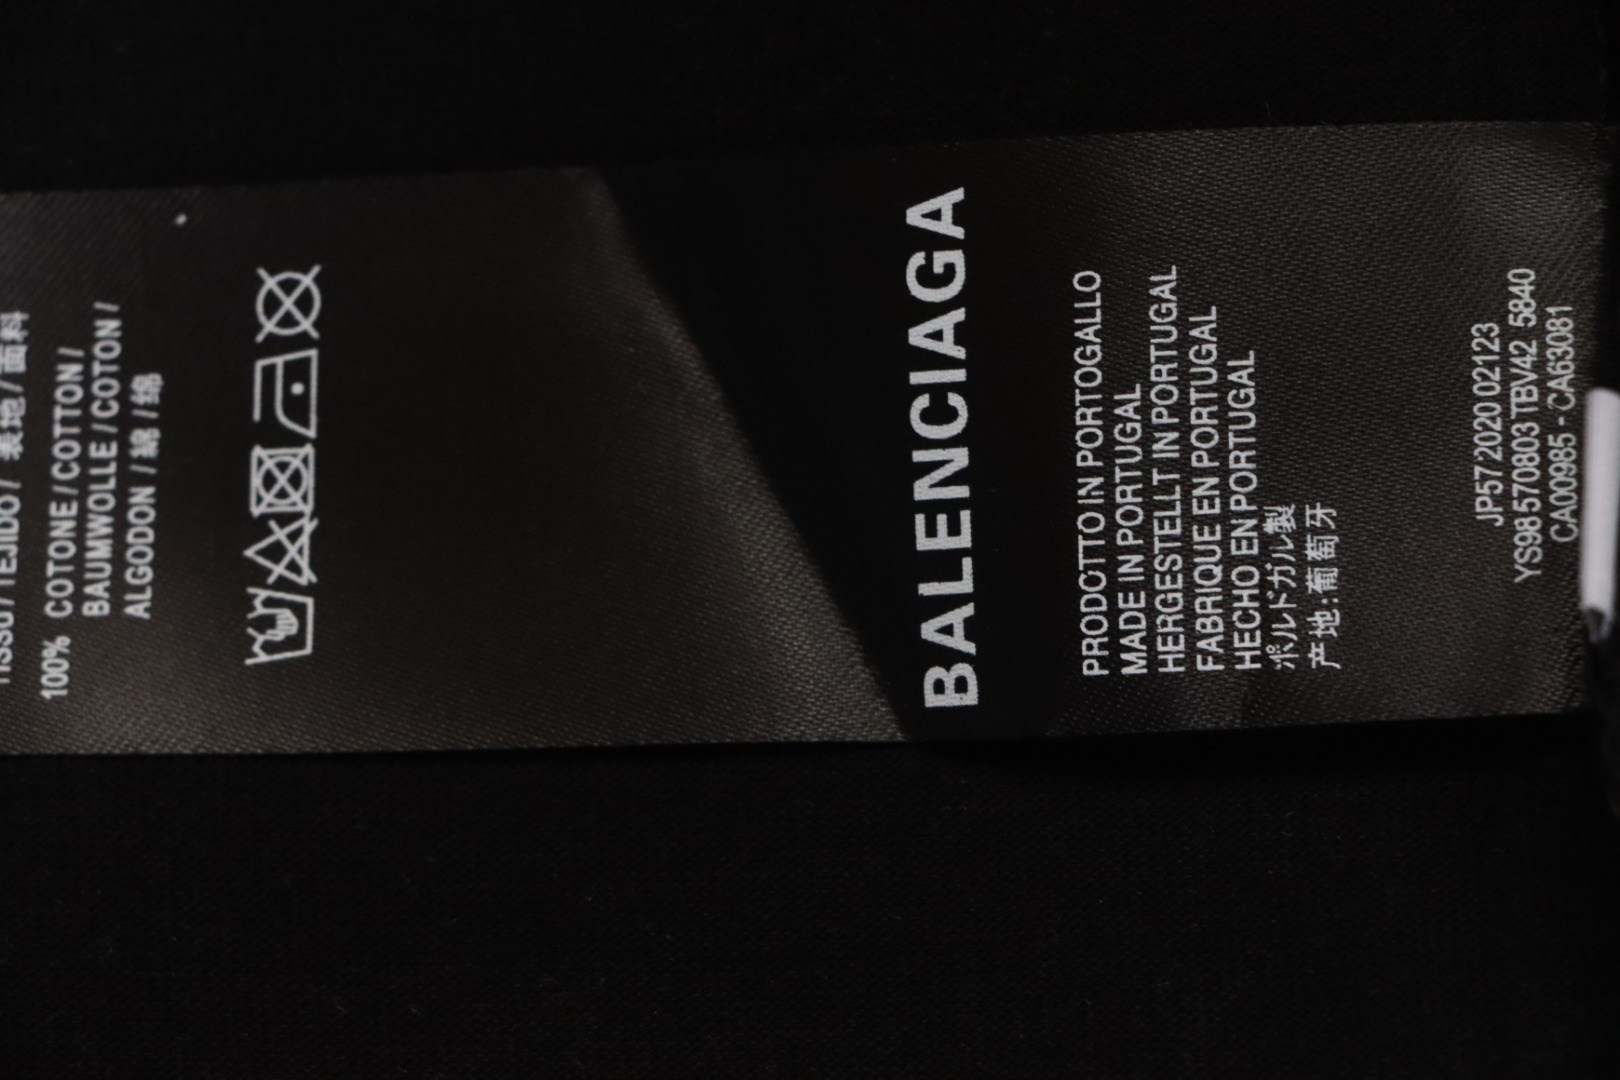 TISSU / TEJIDO / 表地 / 面料
100% COTONE / COTTON /
BAUMWOLLE / COTON /
ALGODON / 綿 / 绵
BALENCIAGA
PRODOTTO IN PORTOGALLO
MADE IN PORTUGAL
HERGESTELLT IN PORTUGAL
FABRIQUE EN PORTUGAL
HECHO EN PORTUGAL
ポルトガル製
产地:葡萄牙
JP57 2020 02123
YS98 570803 TBV42 5840
CA00985 - CA63081